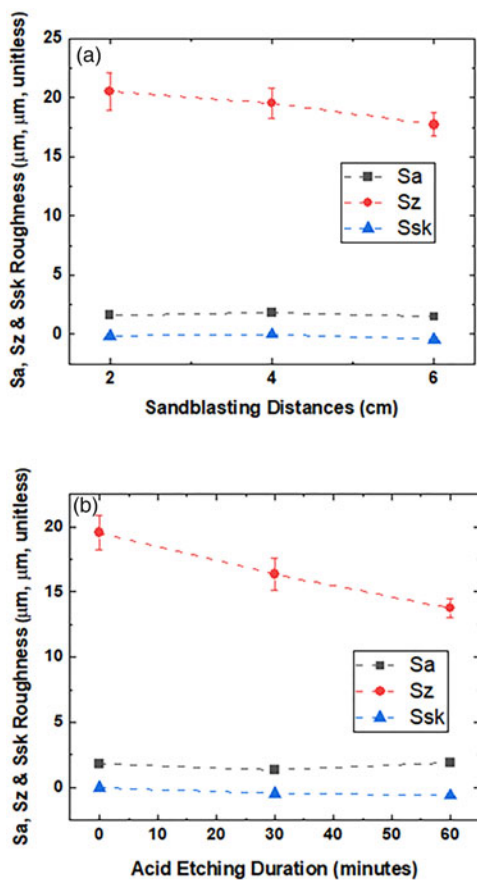 (a)
Sa, Sz & Ssk Roughness (μm, μm, unitless)
25
20
15
10
5
0
Sa
Sz
Ssk
2 4 6
Sandblasting Distances (cm)
(b)
Sa, Sz & Ssk Roughness (μm, μm, unitless)
20
15
10
5
0
Sa
Sz
Ssk
0 10 20 30 40 50 60
Acid Etching Duration (minutes)